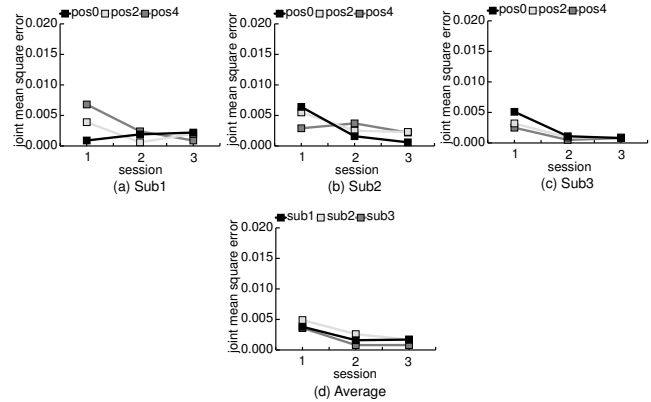 pos0 pos2 pos4
joint mean square error
0.020
0.015
0.010
0.005
0.000
1 2 3
session
(a) Sub1
pos0 pos2 pos4
joint mean square error
0.020
0.015
0.010
0.005
0.000
1 2 3
session
(b) Sub2
pos0 pos2 pos4
joint mean square error
0.020
0.015
0.010
0.005
0.000
1 2 3
session
(c) Sub3
sub1 sub2 sub3
joint mean square error
0.020
0.015
0.010
0.005
0.000
1 2 3
session
(d) Average